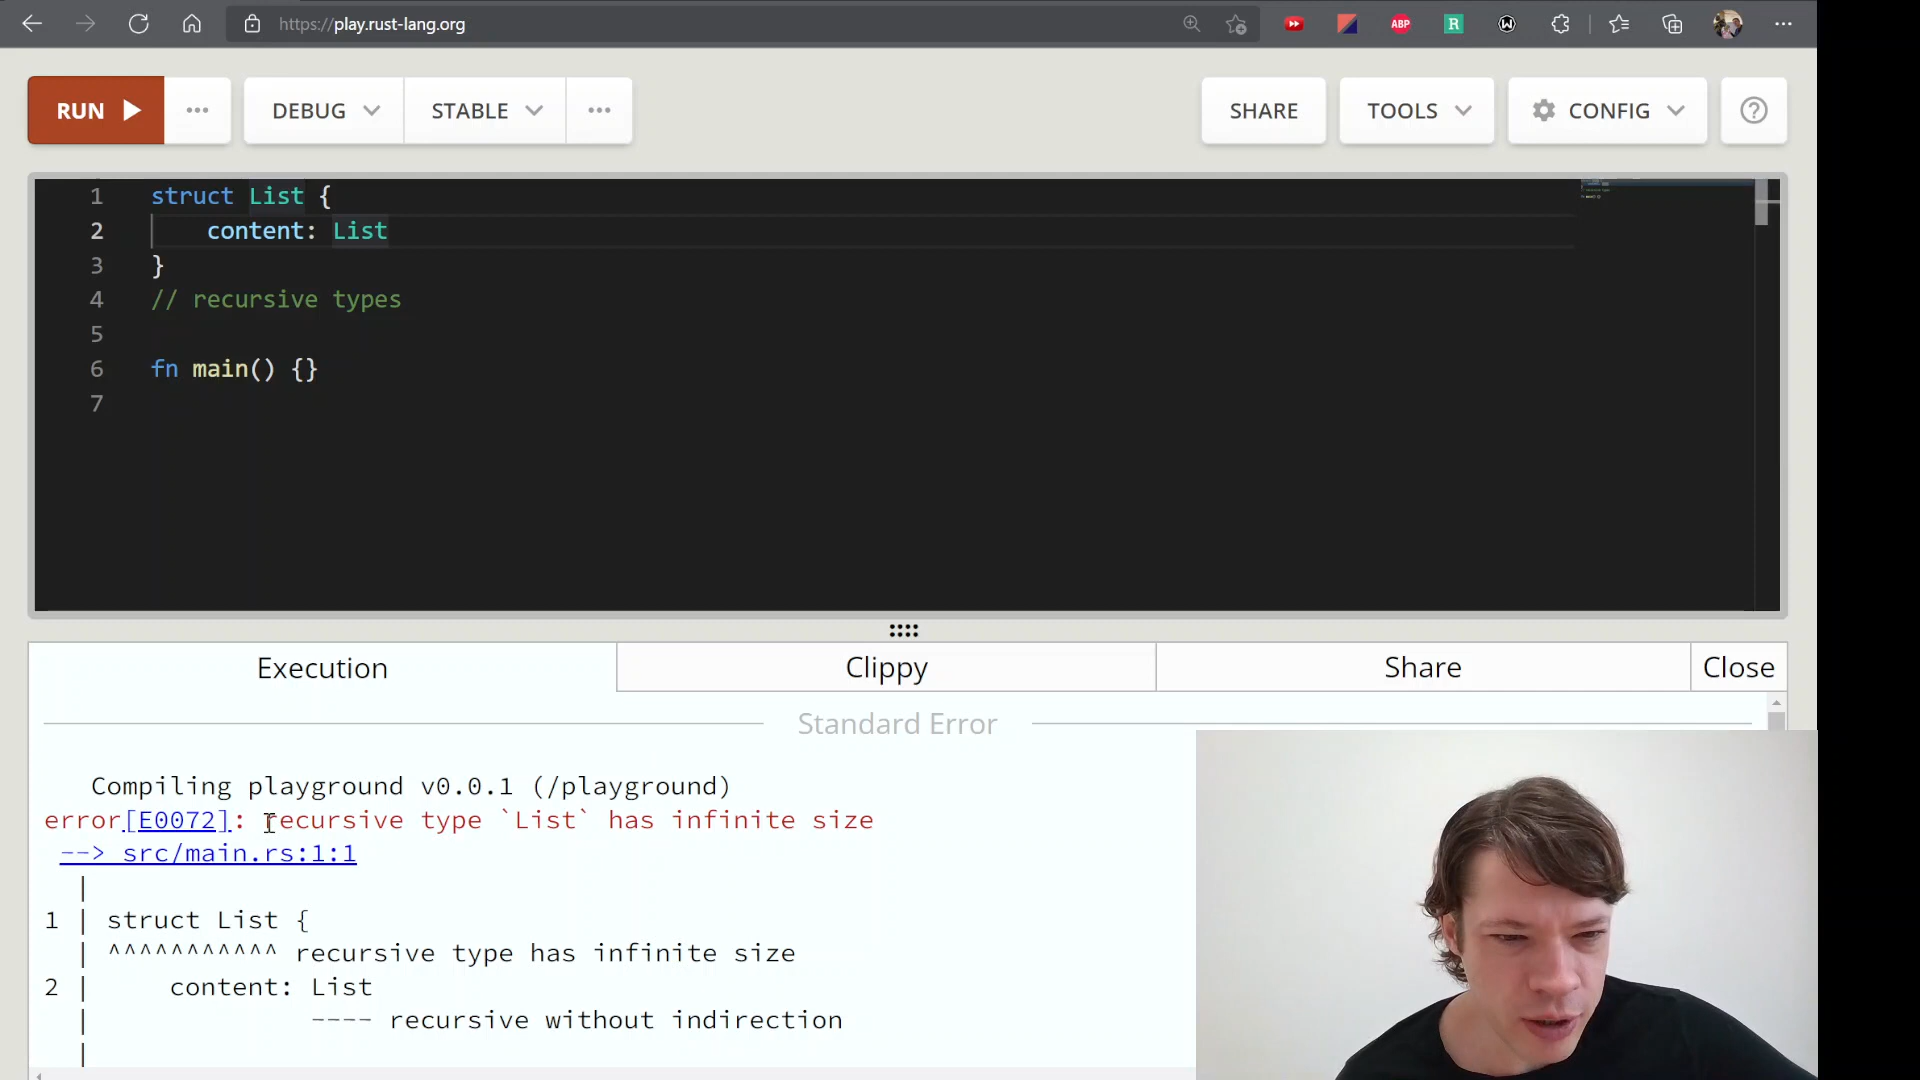 https://play.rust-lang.org
ABP
R
W
RUN
DEBUG
STABLE
SHARE
TOOLS
CONFIG
1 struct List {
2     content: List
3 }
4 // recursive types
5
6 fn main() {}
7
Execution
Clippy
Share
Close
Standard Error
Compiling playground v0.0.1 (/playground)
error[E0072]: recursive type `List` has infinite size
--> src/main.rs:1:1
|
1 | struct List {
| ^^^^^^^^^^^ recursive type has infinite size
2 |     content: List
|              ---- recursive without indirection
|